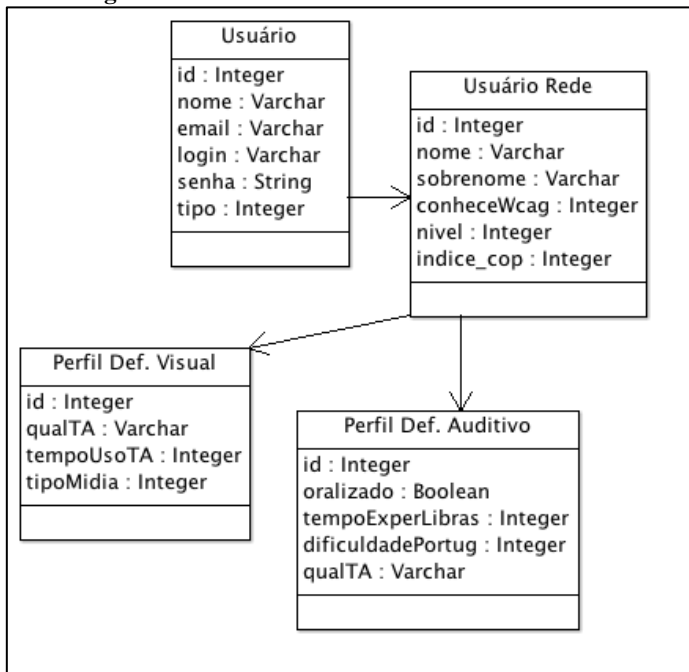 Usuário
id : Integer
nome : Varchar
email : Varchar
login : Varchar
senha : String
tipo : Integer
Usuário Rede
id : Integer
nome : Varchar
sobrenome : Varchar
conheceWcag : Integer
nivel : Integer
indice_cop : Integer
Perfil Def. Visual
id : Integer
qualTA : Varchar
tempoUsoTA : Integer
tipoMidia : Integer
Perfil Def. Auditivo
id : Integer
oralizado : Boolean
tempoExperLibras : Integer
dificuldadePortug : Integer
qualTA : Varchar